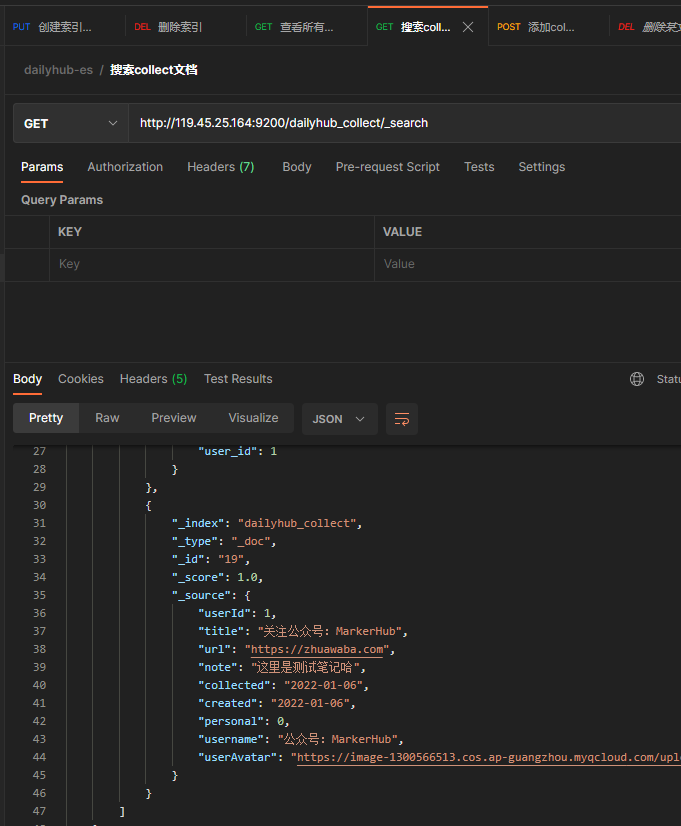 PUT 创建索引... DEL 删除索引 GET 查看所有... GET 搜索coll... POST 添加col... DEL
dailyhub-es / 搜索collect文档
GET http://119.45.25.164:9200/dailyhub_collect/_search
Params Authorization Headers (7) Body Pre-request Script Tests Settings
Query Params
KEY VALUE
Key Value
Body Cookies Headers (5) Test Results Statu
Pretty Raw Preview Visualize JSON
27 "user_id": 1
28 }
29 },
30 {
31 "_index": "dailyhub_collect",
32 "_type": "_doc",
33 "_id": "19",
34 "_score": 1.0,
35 "_source": {
36 "userId": 1,
37 "title": "关注公众号：MarkerHub",
38 "url": "https://zhuawaba.com",
39 "note": "这里是测试笔记哈",
40 "collected": "2022-01-06",
41 "created": "2022-01-06",
42 "personal": 0,
43 "username": "公众号：MarkerHub",
44 "userAvatar": "https://image-1300566513.cos.ap-guangzhou.myqcloud.com/uplo
45 }
46 }
47 ]